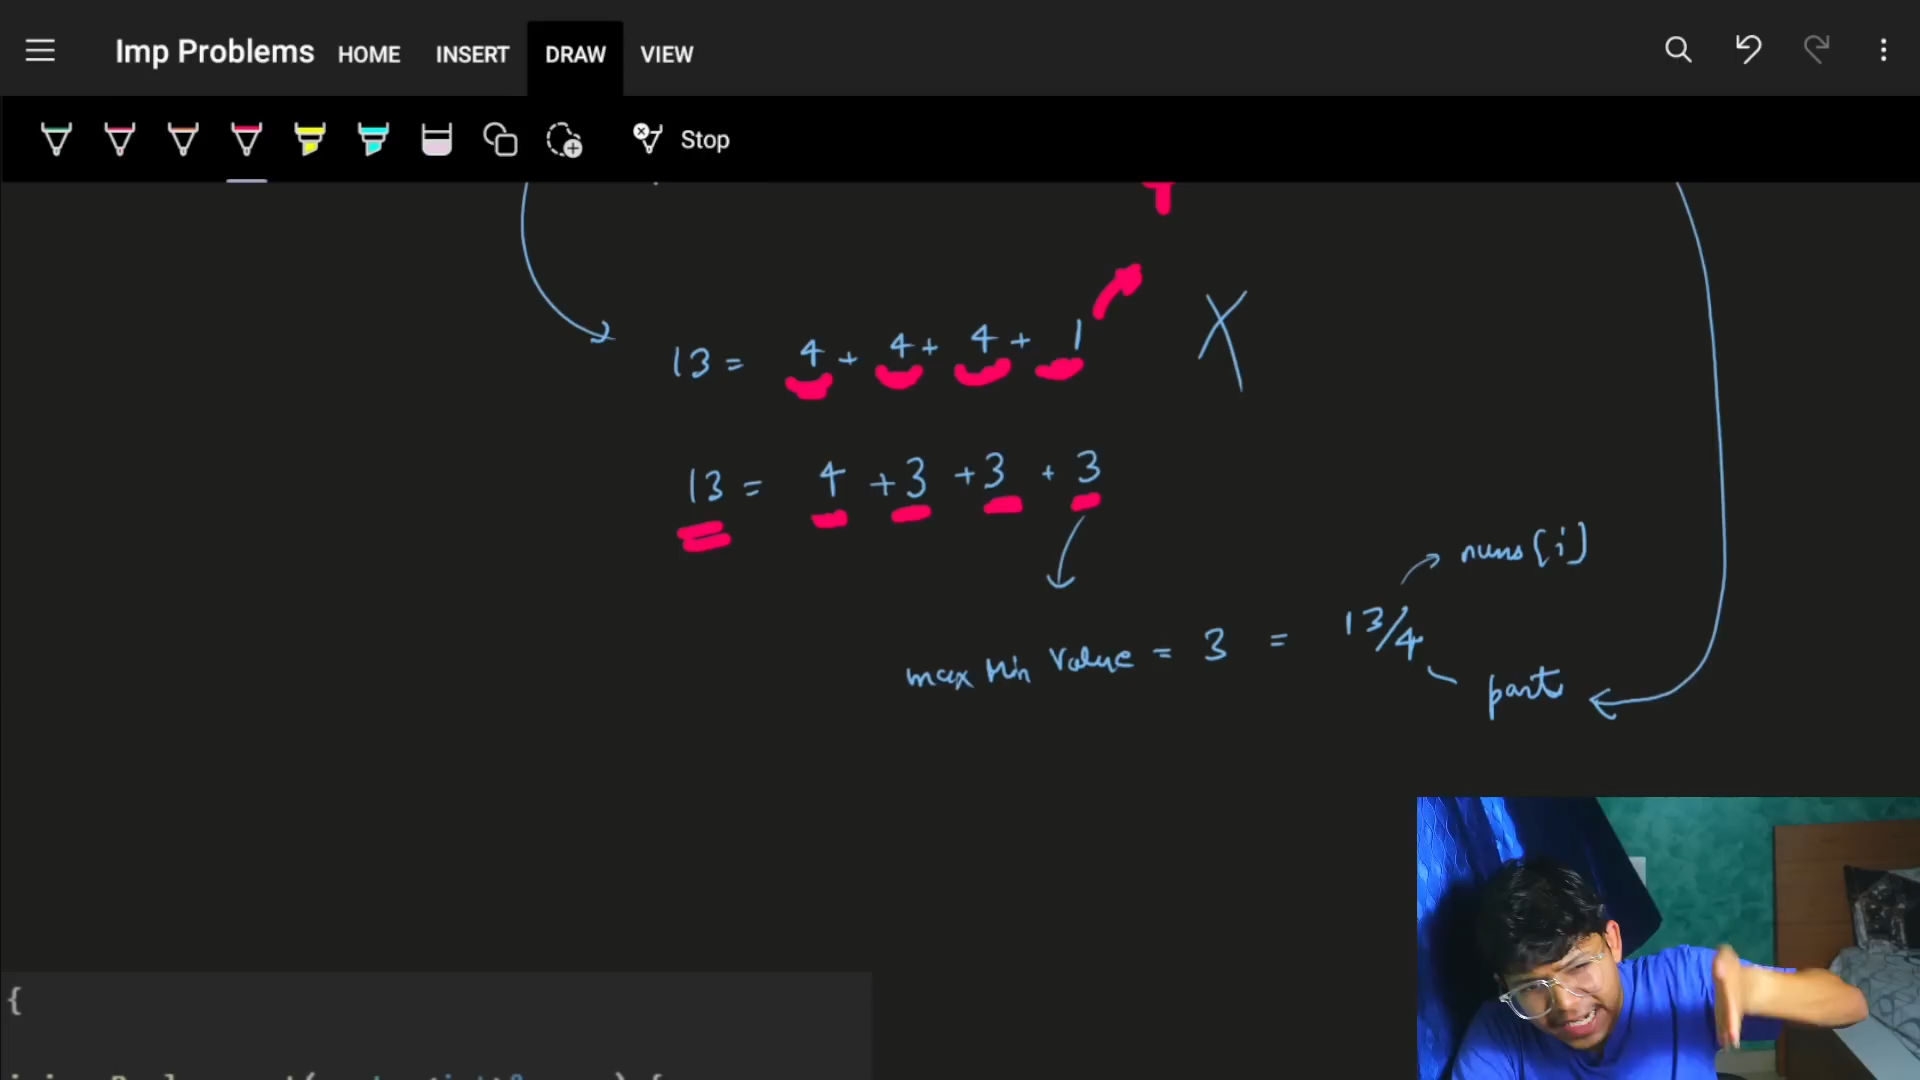 Imp Problems HOME INSERT DRAW VIEW
Stop
13 = 4 + 4 + 4 + 1 X
13 = 4 + 3 + 3 + 3
nums[i]
max Min Value = 3 = 13/4
parts
{